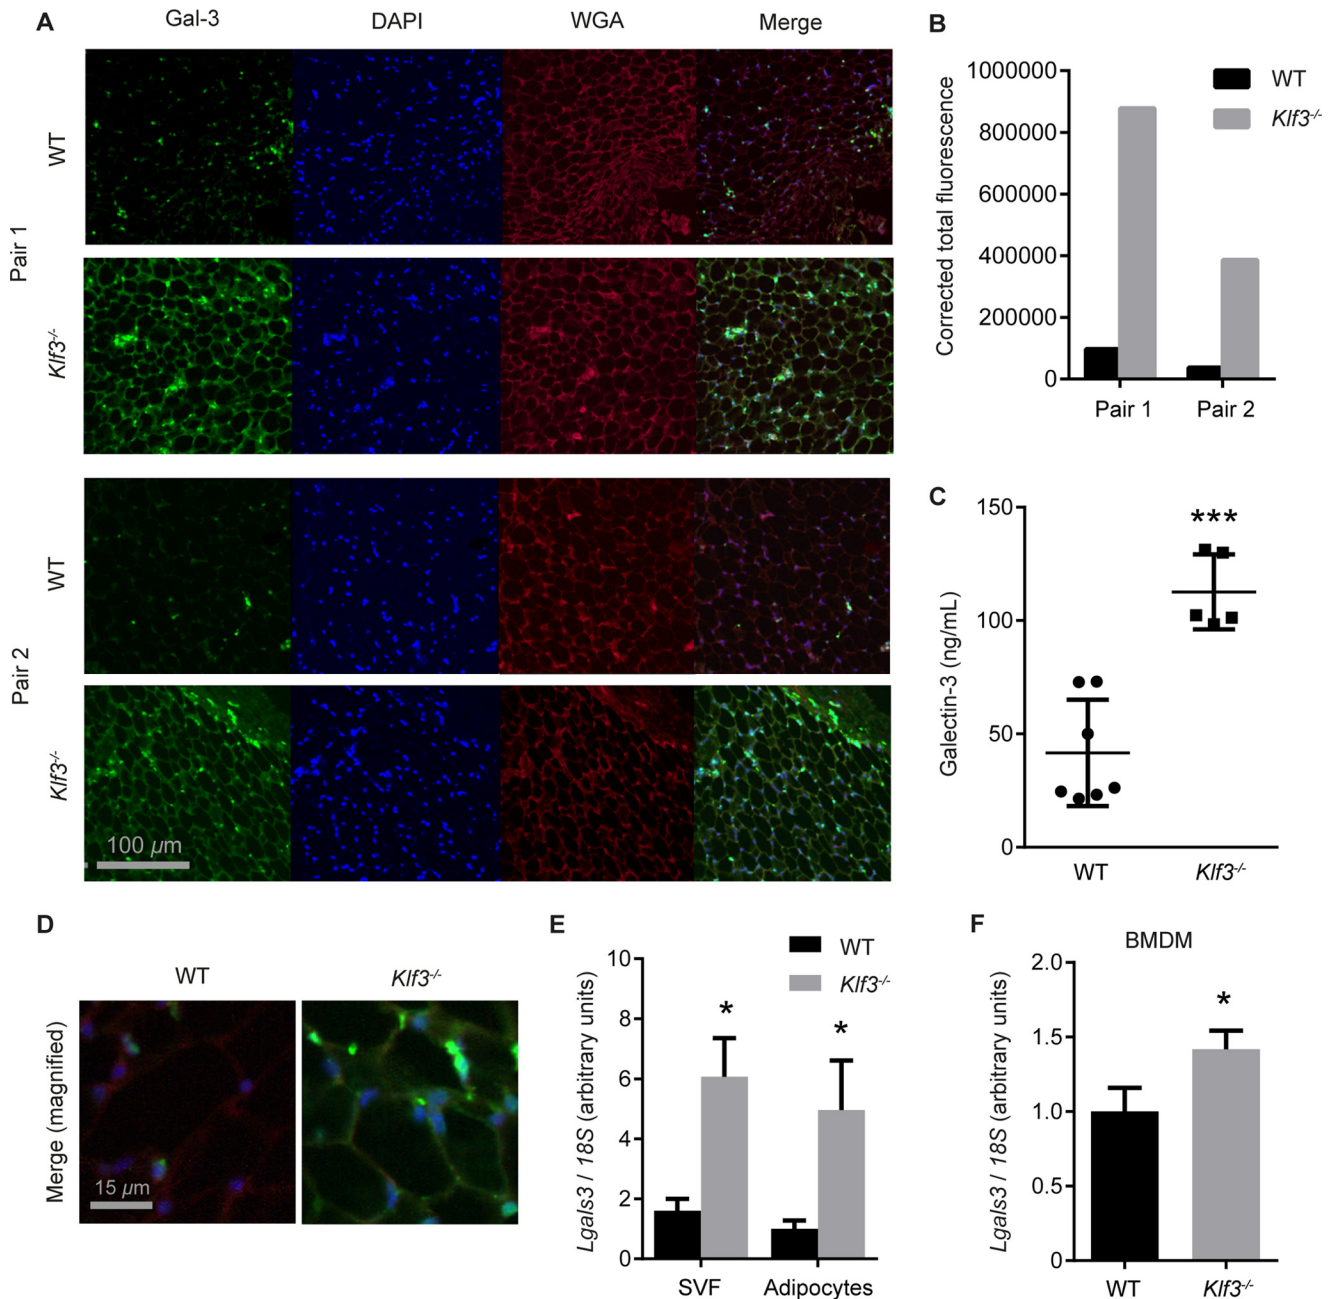 A
Gal-3 DAPI WGA Merge
Pair 1
WT
Klf3-/-
Pair 2
WT
Klf3-/-
100 µm
B
Corrected total fluorescence
1000000
800000
600000
400000
200000
0
Pair 1 Pair 2
WT
Klf3-/-
C
Galectin-3 (ng/mL)
150
100
50
0
***
WT Klf3-/-
D
WT Klf3-/-
Merge (magnified)
15 µm
E
Lgals3 / 18S (arbitrary units)
10
8
6
4
2
0
* *
SVF Adipocytes
WT
Klf3-/-
F
BMDM
Lgals3 / 18S (arbitrary units)
2.0
1.5
1.0
0.5
0
*
WT Klf3-/-